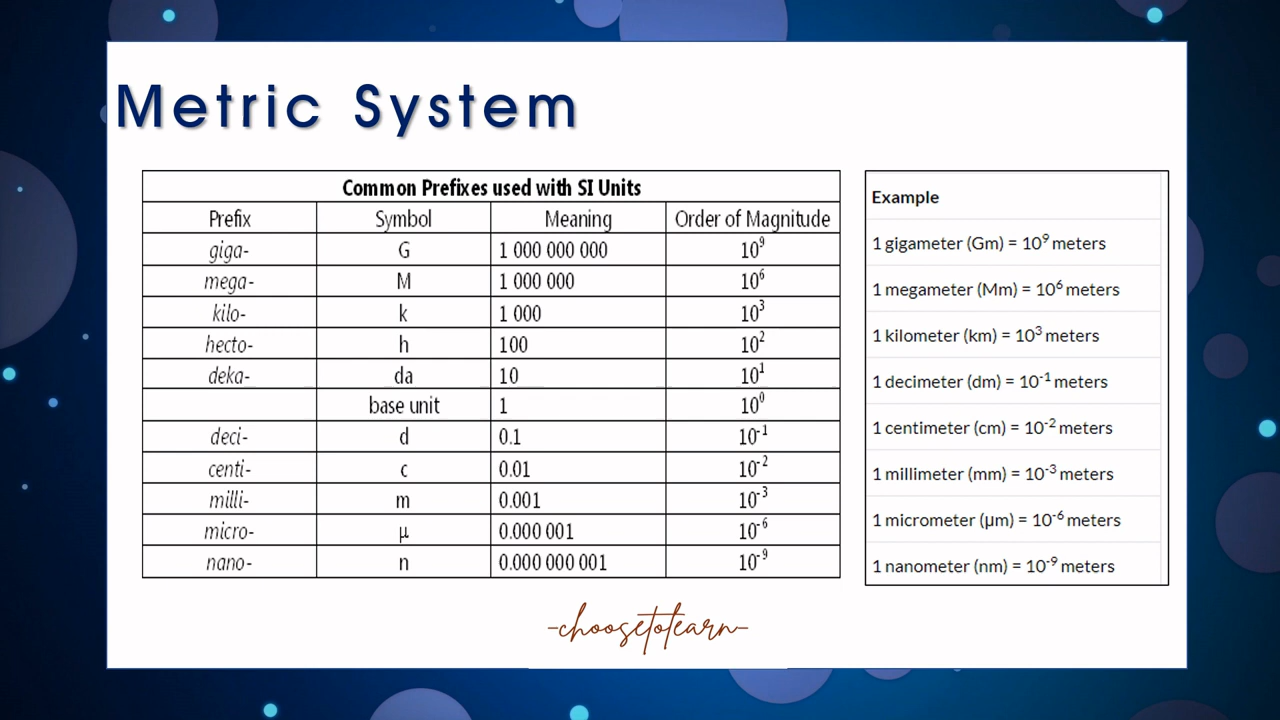 Metric System
Common Prefixes used with SI Units
Prefix Symbol Meaning Order of Magnitude
giga- G 1 000 000 000 10⁹
mega- M 1 000 000 10⁶
kilo- k 1 000 10³
hecto- h 100 10²
deka- da 10 10¹
base unit 1 10⁰
deci- d 0.1 10⁻¹
centi- c 0.01 10⁻²
milli- m 0.001 10⁻³
micro- μ 0.000 001 10⁻⁶
nano- n 0.000 000 001 10⁻⁹
Example
1 gigameter (Gm) = 10⁹ meters
1 megameter (Mm) = 10⁶ meters
1 kilometer (km) = 10³ meters
1 decimeter (dm) = 10⁻¹ meters
1 centimeter (cm) = 10⁻² meters
1 millimeter (mm) = 10⁻³ meters
1 micrometer (μm) = 10⁻⁶ meters
1 nanometer (nm) = 10⁻⁹ meters
-choosetolearn-